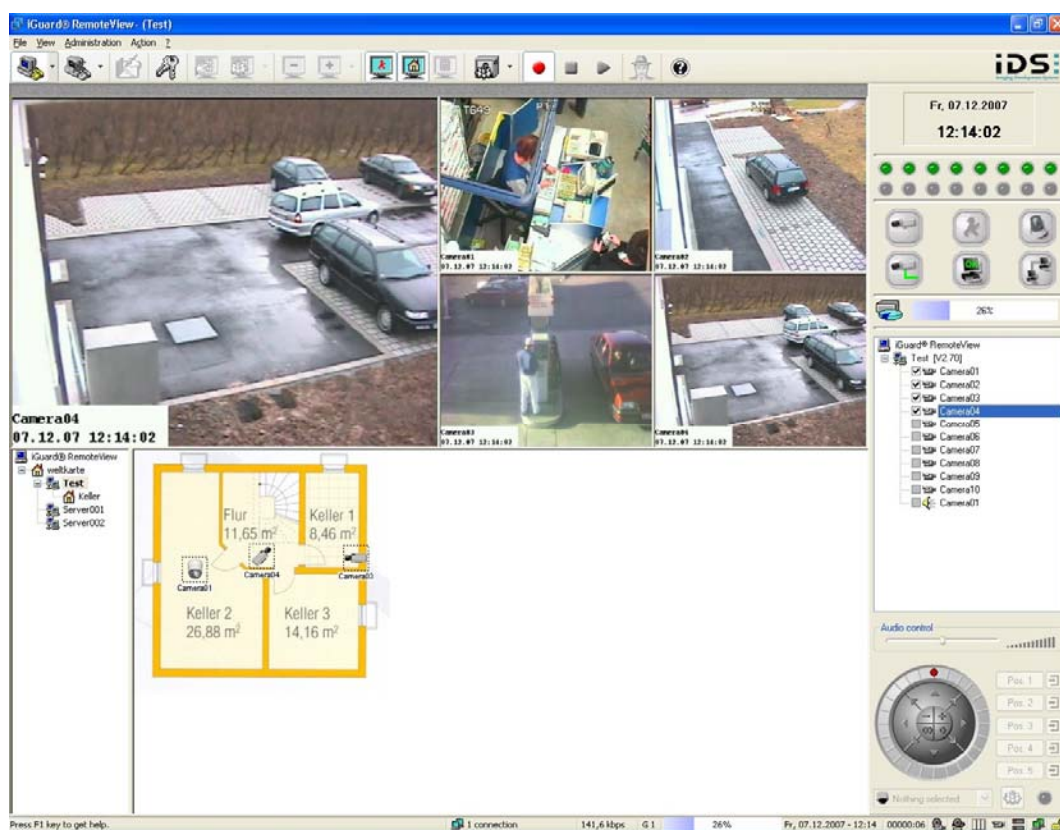 iGuard® RemoteView - (Test)
File View Administration Action ?
iDS
Imaging Development Systems
Fr, 07.12.2007
12:14:02
T649
Camera04
07.12.07 12:14:02
Camera01
07.12.07 12:14:02
Camera02
07.12.07 12:14:02
Camera03
07.12.07 12:14:02
Camera04
07.12.07 12:14:02
26%
iGuard® RemoteView
Test [V2.70]
Camera01
Camera02
Camera03
Camera04
Camera05
Camera06
Camera07
Camera08
Camera09
Camera10
Camera01
iGuard® RemoteView
weltkarte
Test
Keller
Server001
Server002
Flur
11,65 m²
Keller 1
8,46 m²
Camera01
Camera04
Camera03
Keller 2
26,88 m²
Keller 3
14,16 m²
Audio control
Pos. 1
Pos. 2
Pos. 3
Pos. 4
Pos. 5
Nothing selected
Press F1 key to get help.
1 connection
141,6 kbps
G 1
26%
Fr, 07.12.2007 - 12:14
00000:06